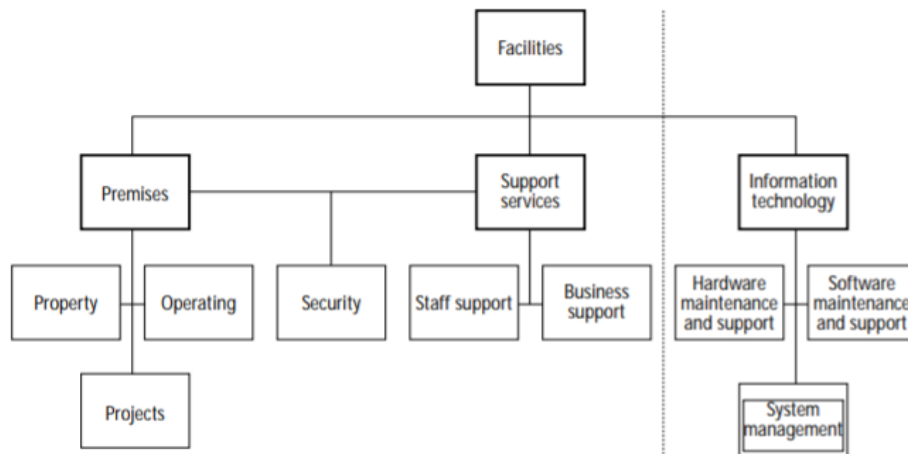 Facilities
Premises
Support
services
Information
technology
Property
Operating
Security
Staff support
Business
support
Hardware
maintenance
and support
Software
maintenance
and support
Projects
System
management